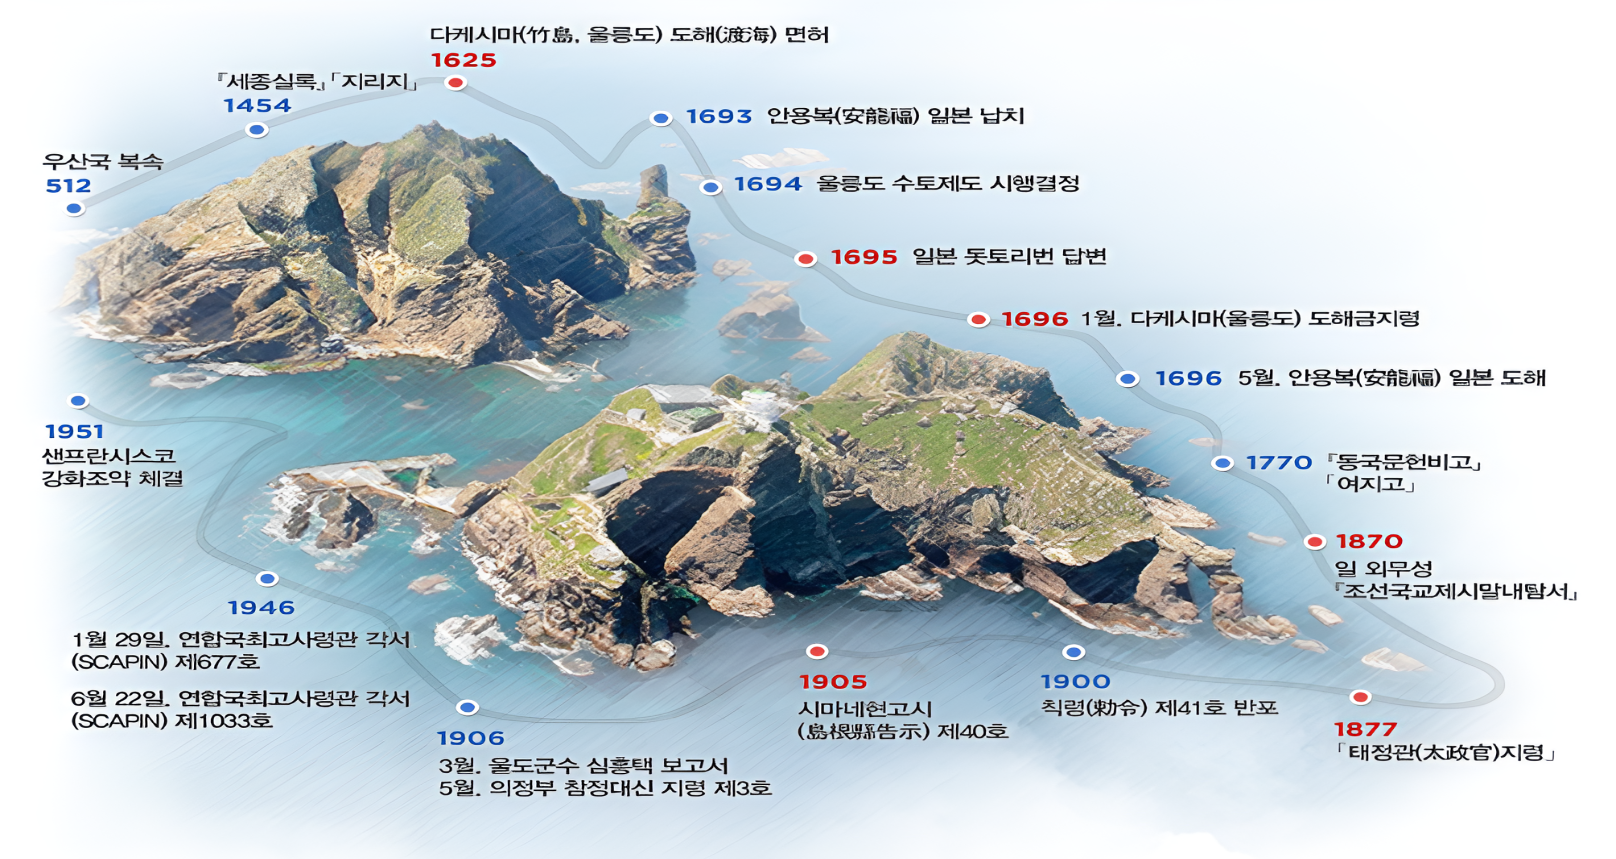 우산국 복속
512
『세종실록』「지리지」
1454
다케시마(竹島, 울릉도) 도해(渡海) 면허
1625
1693 안용복(安龍福) 일본 납치
1694 울릉도 수토제도 시행결정
1695 일본 돗토리번 답변
1696 1월, 다케시마(울릉도) 도해금지령
1696 5월, 안용복(安龍福) 일본 도해
1770 『동국문헌비고』
「여지고」
1870
일 외무성
『조선국교제시말내탐서』
1877
「태정관(太政官)지령」
1900
칙령(勅令) 제41호 반포
1905
시마네현고시
(島根縣告示) 제40호
1906
3월, 울도군수 심흥택 보고서
5월, 의정부 참정대신 지령 제3호
1946
1월 29일, 연합국최고사령관 각서
(SCAPIN) 제677호
6월 22일, 연합국최고사령관 각서
(SCAPIN) 제1033호
1951
샌프란시스코
강화조약 체결